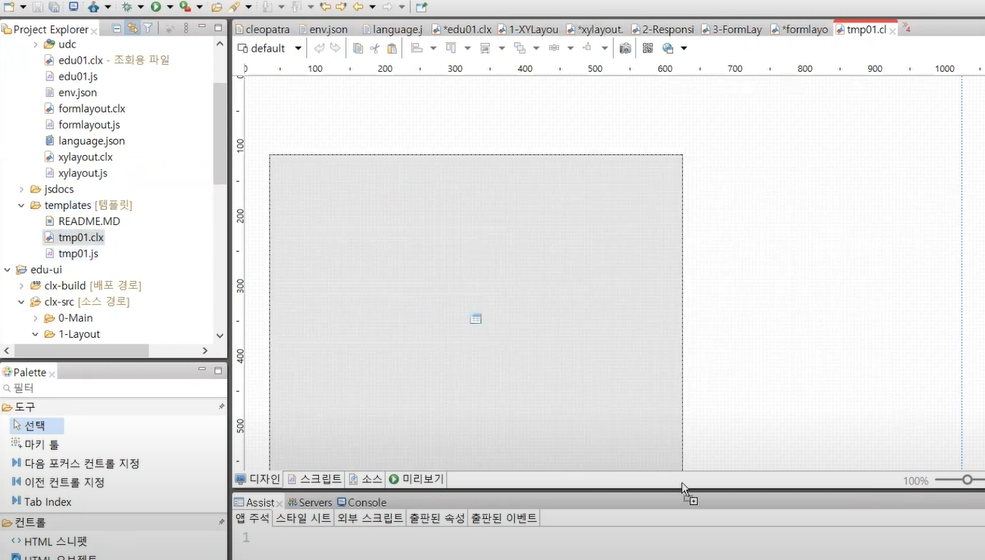 Project Explorer
udc
edu01.clx - 조회용 파일
edu01.js
env.json
formlayout.clx
formlayout.js
language.json
xylayout.clx
xylayout.js
jsdocs
templates [템플릿]
README.MD
tmp01.clx
tmp01.js
edu-ui
clx-build [배포 경로]
clx-src [소스 경로]
0-Main
1-Layout
Palette
필터
도구
선택
마키 툴
다음 포커스 컨트롤 지정
이전 컨트롤 지정
Tab Index
컨트롤
HTML 스니펫
HTML 오브젝트
cleopatra
env.json
language.j
*edu01.clx
1-XYLayou
*xylayout.
2-Responsi
3-FormLay
*formlayo
tmp01.cl
default
0 100 200 300 400 500 600 700 800 900 1000
100
200
300
400
500
디자인 스크립트 소스 미리보기
100%
Assist Servers Console
앱 주석 스타일 시트 외부 스크립트 출판된 속성 출판된 이벤트
1